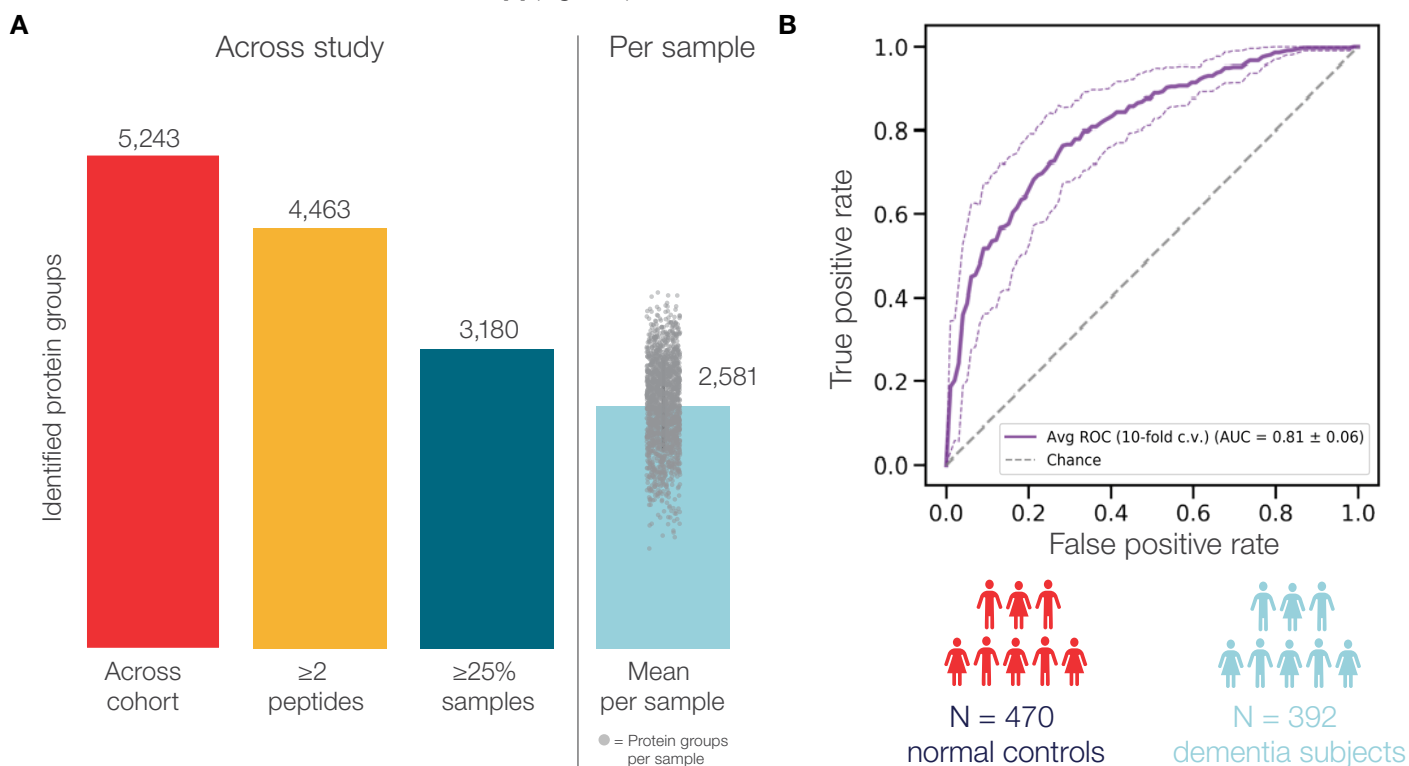 A
Across study
Per sample
Identified protein groups
5,243
4,463
3,180
2,581
Across
cohort
≥2
peptides
≥25%
samples
Mean
per sample
= Protein groups
per sample
B
True positive rate
1.0
0.8
0.6
0.4
0.2
0.0
Avg ROC (10-fold c.v.) (AUC = 0.81 ± 0.06)
Chance
0.0 0.2 0.4 0.6 0.8 1.0
False positive rate
N = 470
normal controls
N = 392
dementia subjects